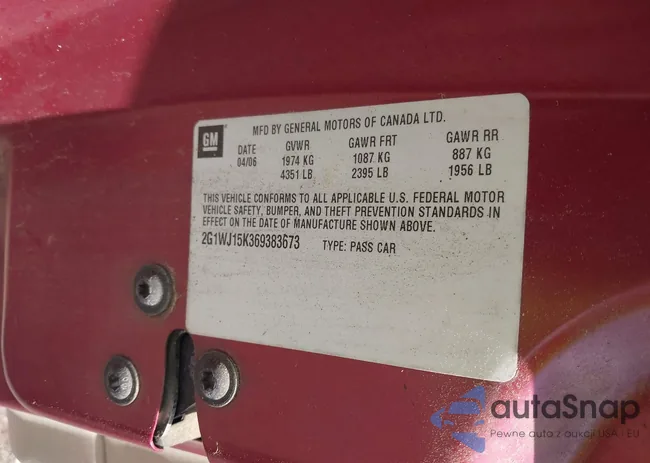 GM
MFD BY GENERAL MOTORS OF CANADA LTD.
DATE GVWR GAWR FRT GAWR RR
04/06 1974 KG 1087 KG 887 KG
4351 LB 2395 LB 1956 LB
THIS VEHICLE CONFORMS TO ALL APPLICABLE U.S. FEDERAL MOTOR
VEHICLE SAFETY, BUMPER, AND THEFT PREVENTION STANDARDS IN
EFFECT ON THE DATE OF MANUFACTURE SHOWN ABOVE.
2G1WJ15K369383673 TYPE: PASS CAR
autaSnap
Pewne auta z aukcji USA - EU